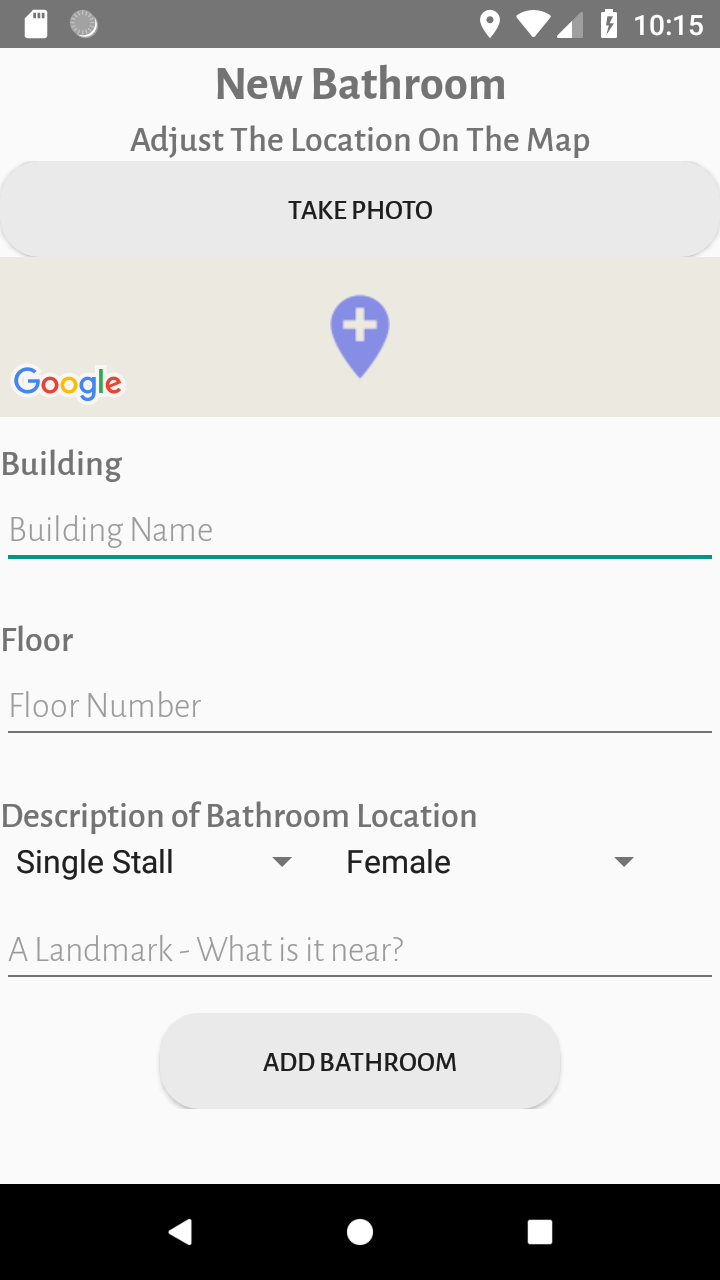 10:15
New Bathroom
Adjust The Location On The Map
TAKE PHOTO
Google
Building
Building Name
Floor
Floor Number
Description of Bathroom Location
Single Stall Female
A Landmark - What is it near?
ADD BATHROOM